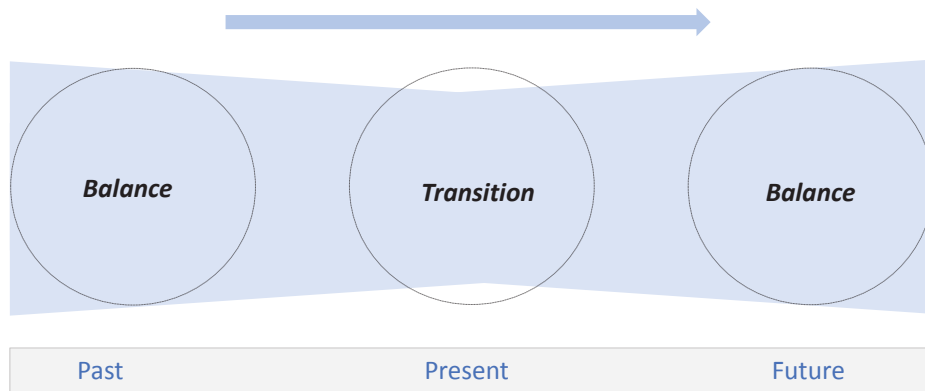 Balance
Transition
Balance
Past
Present
Future